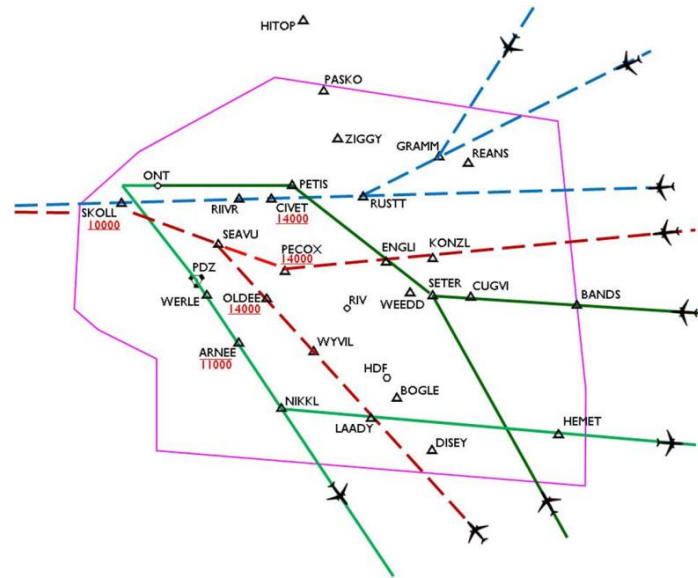 HITOP
PASKO
ZIGGY
GRAMM
REANS
ONT
PETIS
RUSTT
SKOLL
10000
RIIVR
CIVET
14000
SEAVU
PECOX
14000
ENGLI
KONZL
PDZ
WERLE
OLDEE
14000
RIV
WEEDD
SETER
CUGVI
BANDS
ARNEE
11000
WYVIL
HDF
BOGLE
NIKKL
LAADY
HEMET
DISEY